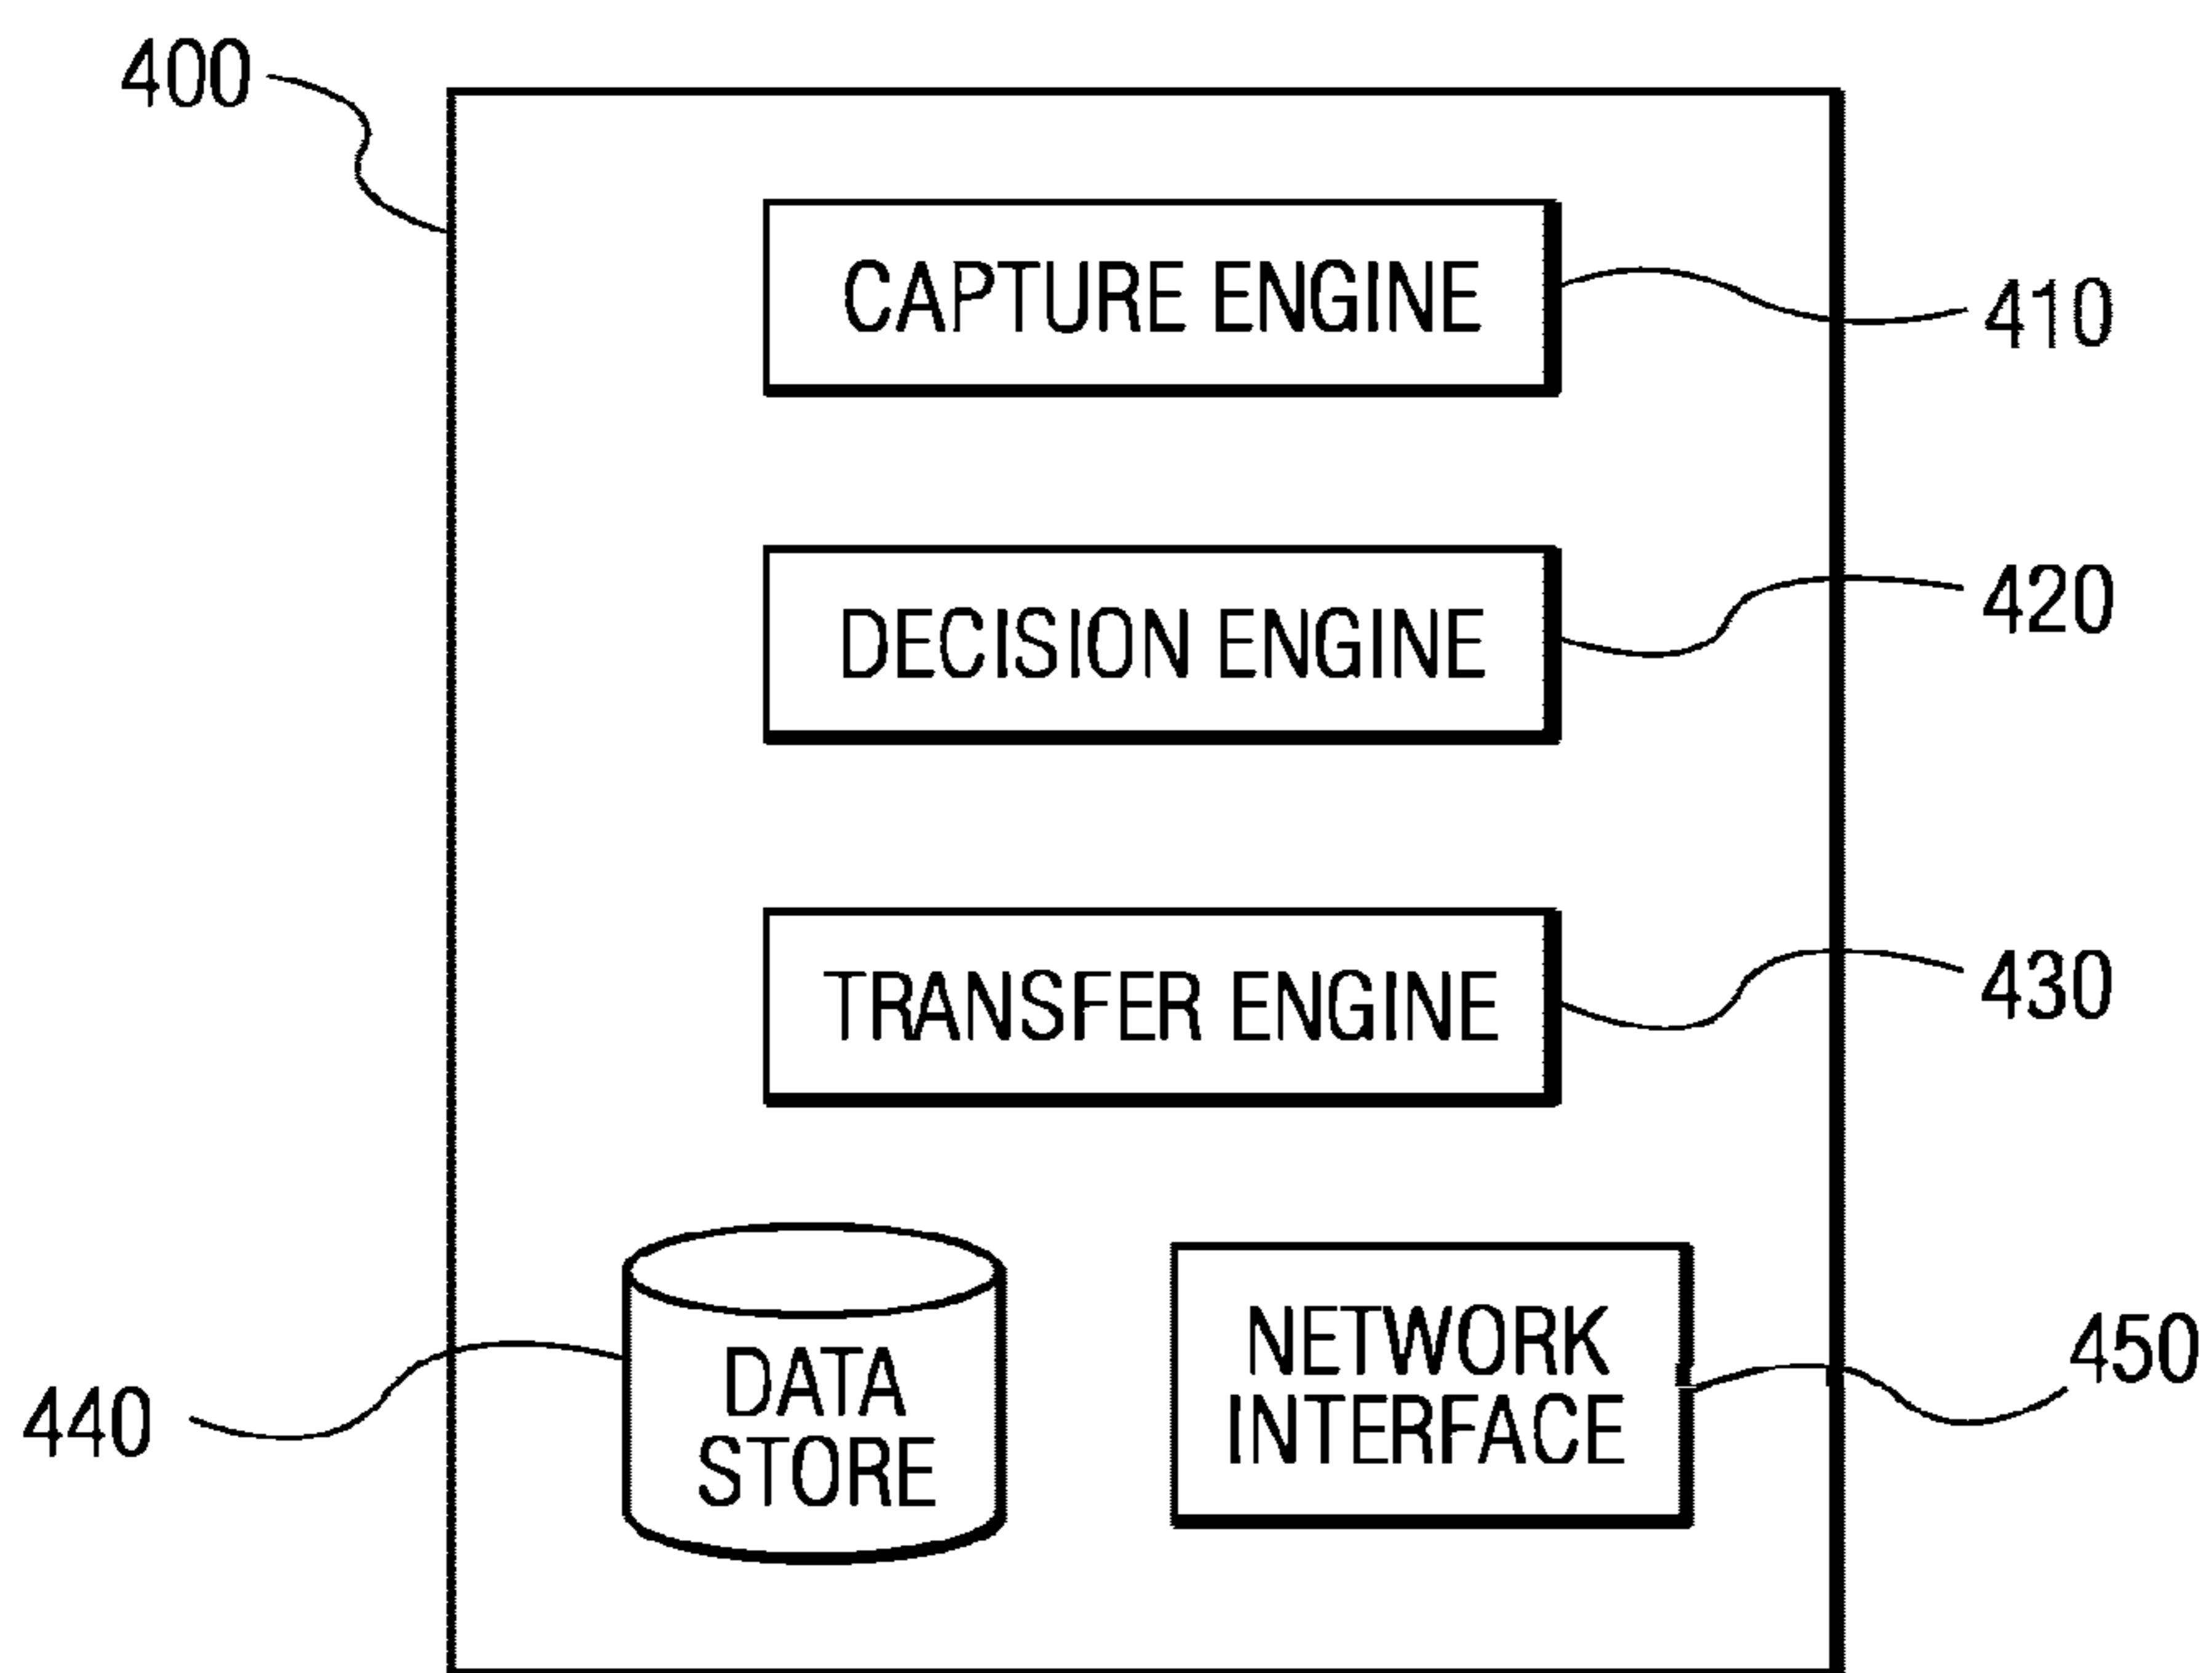 400
CAPTURE ENGINE
410
DECISION ENGINE
420
TRANSFER ENGINE
430
DATA
STORE
440
NETWORK
INTERFACE
450